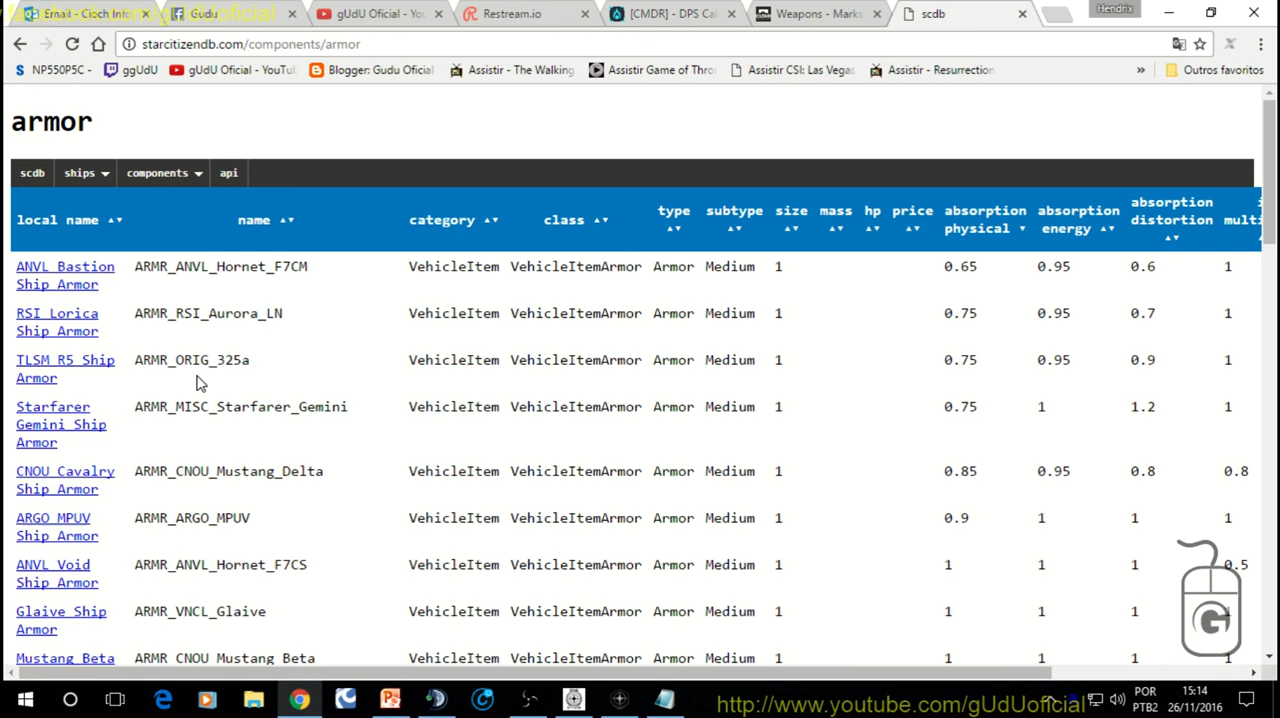 Email - Cloch Info
Gudu
gUdU Oficial - You
Restream.io
[CMDR] - DPS Cal
Weapons - Marks
scdb
Hendrix
starcitizendb.com/components/armor
NP550P5C -
ggUdU
gUdU Oficial - YouTub
Blogger: Gudu Oficial
Assistir - The Walking
Assistir Game of Thron
Assistir CSI: Las Vegas
Assistir - Resurrection
»
Outros favoritos
armor
scdb ships components api
local name name category class type subtype size mass hp price absorption physical absorption energy absorption distortion multi
ANVL Bastion Ship Armor ARMR_ANVL_Hornet_F7CM VehicleItem VehicleItemArmor Armor Medium 1 0.65 0.95 0.6 1
RSI Lorica Ship Armor ARMR_RSI_Aurora_LN VehicleItem VehicleItemArmor Armor Medium 1 0.75 0.95 0.7 1
TLSM R5 Ship Armor ARMR_ORIG_325a VehicleItem VehicleItemArmor Armor Medium 1 0.75 0.95 0.9 1
Starfarer Gemini Ship Armor ARMR_MISC_Starfarer_Gemini VehicleItem VehicleItemArmor Armor Medium 1 0.75 1 1.2 1
CNOU Cavalry Ship Armor ARMR_CNOU_Mustang_Delta VehicleItem VehicleItemArmor Armor Medium 1 0.85 0.95 0.8 0.8
ARGO MPUV Ship Armor ARMR_ARGO_MPUV VehicleItem VehicleItemArmor Armor Medium 1 0.9 1 1 1
ANVL Void Ship Armor ARMR_ANVL_Hornet_F7CS VehicleItem VehicleItemArmor Armor Medium 1 1 1 1 0.5
Glaive Ship Armor ARMR_VNCL_Glaive VehicleItem VehicleItemArmor Armor Medium 1 1 1 1
Mustang Beta ARMR_CNOU_Mustang_Beta VehicleItem VehicleItemArmor Armor Medium 1 1 1 1 1
G
POR
PTB2
15:14
26/11/2016
http://www.youtube.com/gUdUoficial